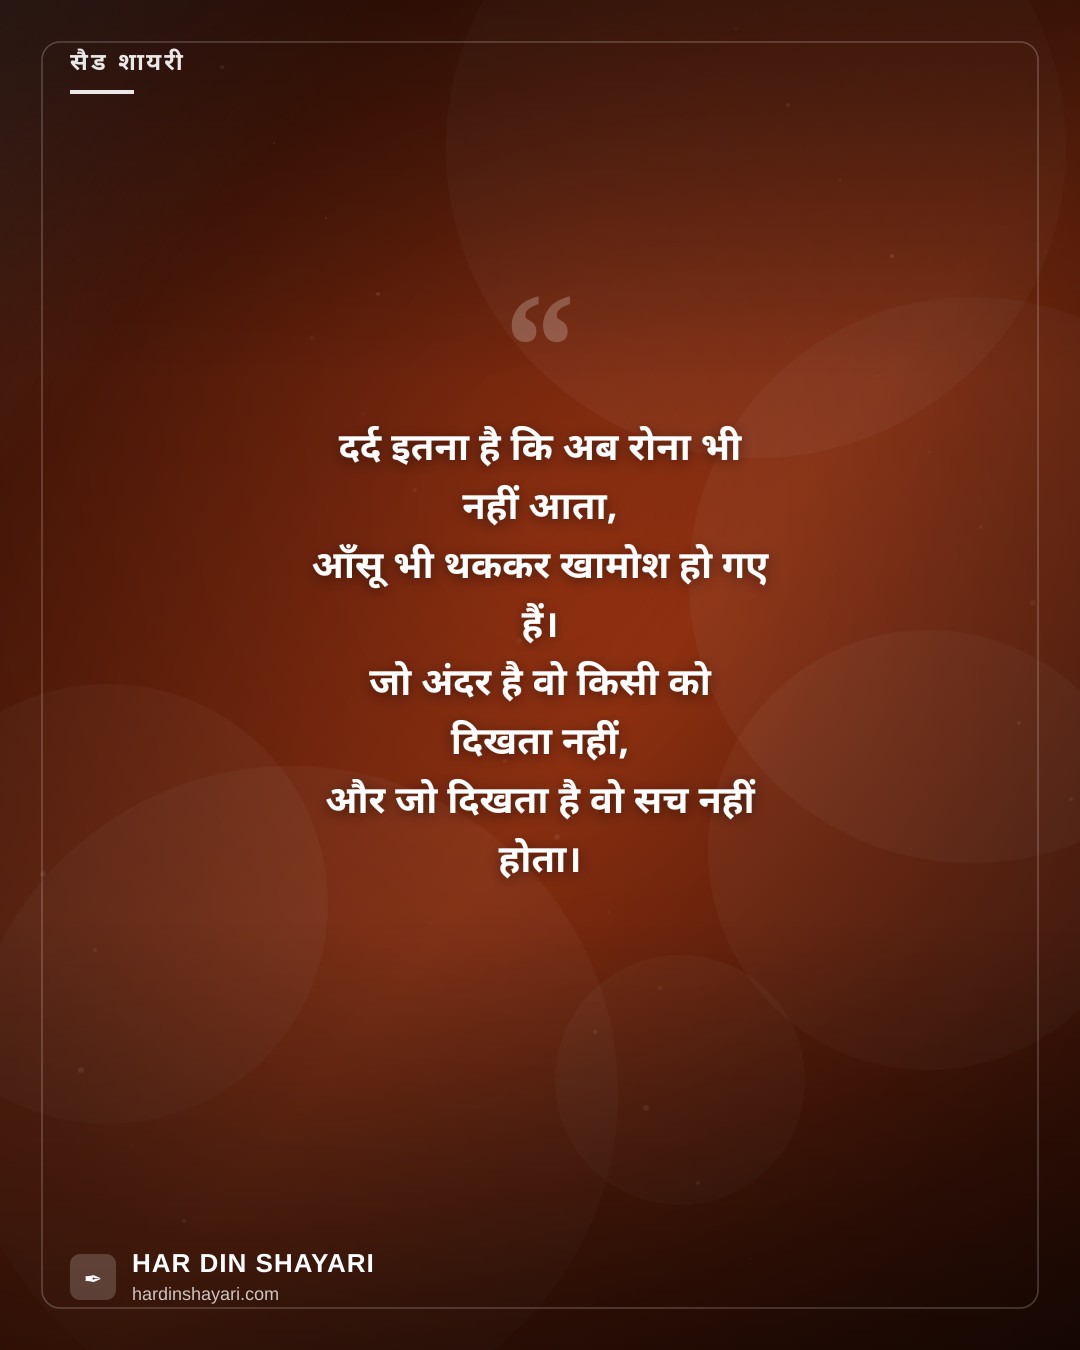 सैड शायरी
“
दर्द इतना है कि अब रोना भी
नहीं आता,
आँसू भी थककर खामोश हो गए
हैं।
जो अंदर है वो किसी को
दिखता नहीं,
और जो दिखता है वो सच नहीं
होता।
HAR DIN SHAYARI
hardinshayari.com